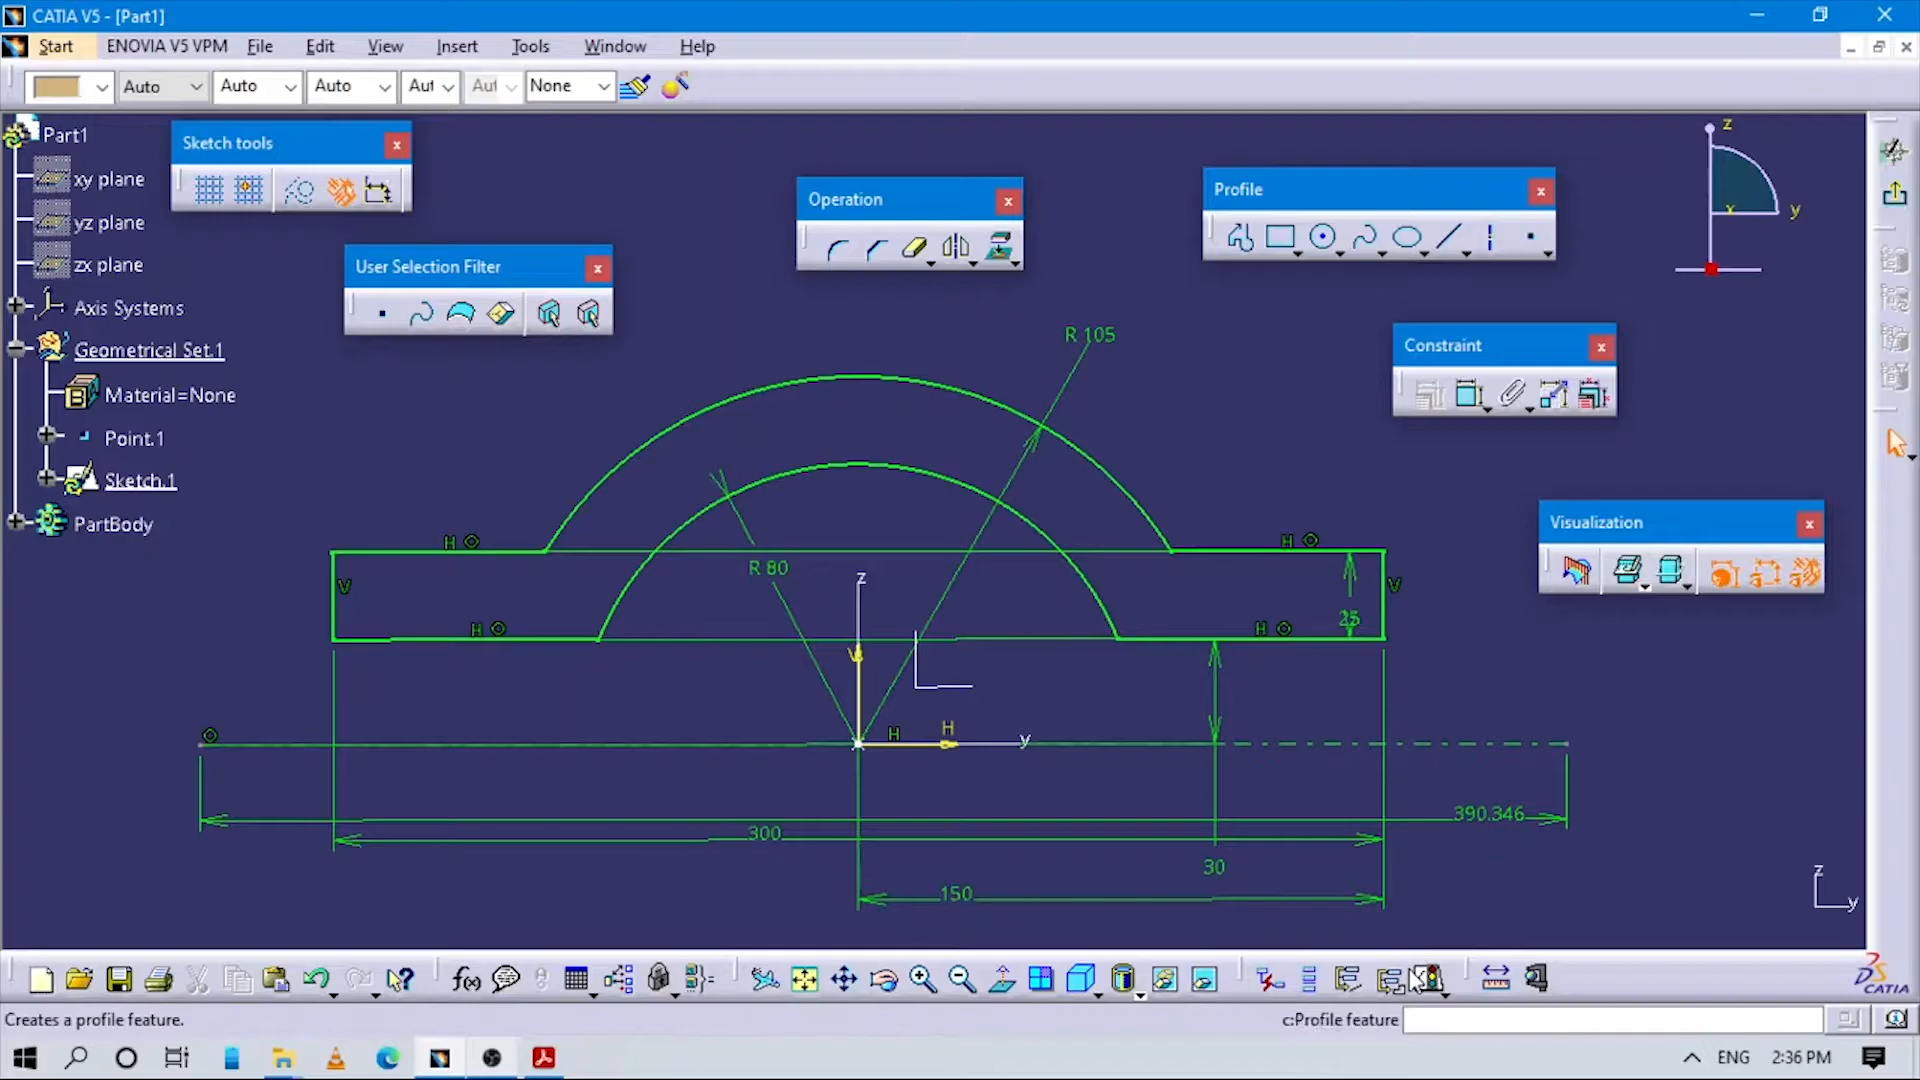 CATIA V5 - [Part1]
Start ENOVIA V5 VPM File Edit View Insert Tools Window Help
Auto Auto Auto Aut Aut None
Part1
xy plane
yz plane
zx plane
Axis Systems
Geometrical Set.1
Material=None
Point.1
Sketch.1
PartBody
Sketch tools
User Selection Filter
Operation
Profile
Constraint
Visualization
z
x y
R 105
R 80
H H
V V
H H
25
z
V
H H
y
390.346
300
30
150
z
y
CATIA
Creates a profile feature.
c:Profile feature
ENG 2:36 PM